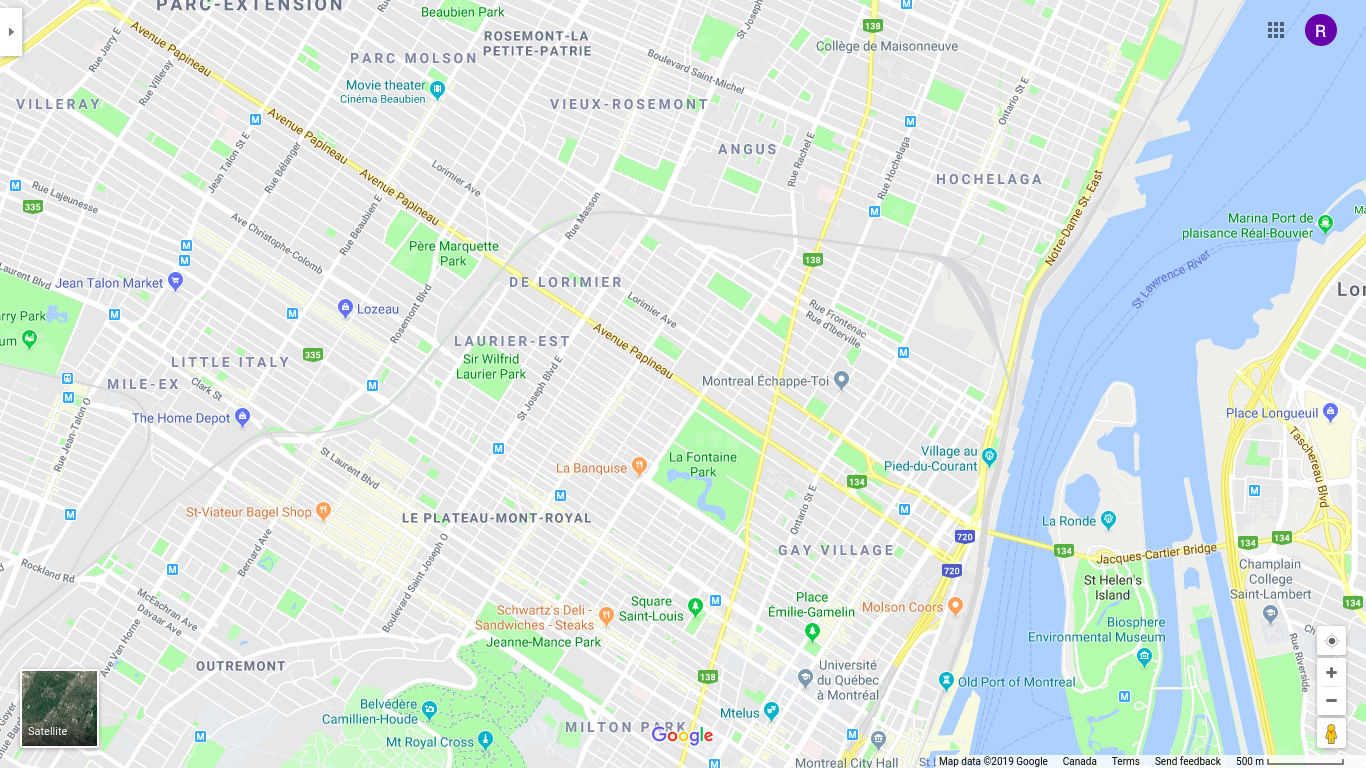 PARC-EXTENSION
Beaubien Park
ROSEMONT-LA
PETITE-PATRIE
St Joseph
138
Collège de Maisonneuve
R
Avenue Papineau
Rue Jarry E
PARC MOLSON
Boulevard Saint-Michel
Movie theater
Cinéma Beaubien
Rue Villeray
VILLERAY
VIEUX-ROSEMONT
Ontario St E
Avenue Papineau
Jean Talon St E
Rue Bélanger
ANGUS
Rue Rachel E
Rue Hochelaga
HOCHELAGA
Lorimier Ave
Avenue Papineau
Rue Lajeunesse
335
Rue Masson
Rue Beaubien E
Ave Christophe-Colomb
Notre-Dame St. East
Marina Port de
plaisance Réal-Bouvier
Père Marquette
Park
138
St Lawrence River
Laurent Blvd
Jean Talon Market
DE LORIMIER
Lozeau
Rosemont Blvd
Lorimier Ave
Rue Frontenac
Rue d'Iberville
Lon
arry Park
um
Avenue Papineau
LAURIER-EST
335
LITTLE ITALY
Sir Wilfrid
Laurier Park
MILE-EX
Clark St
St Joseph Blvd E
Montreal Échappe-Toi
The Home Depot
Rue Jean-Talon O
Place Longueuil
Taschereau Blvd
St Laurent Blvd
La Banquise
La Fontaine
Park
Village au
Pied-du-Courant
134
St-Viateur Bagel Shop
LE PLATEAU-MONT-ROYAL
Ontario St E
La Ronde
Bernard Ave
Boulevard Saint Joseph O
GAY VILLAGE
720
134
Jacques-Cartier Bridge
134
134
Rockland Rd
720
Champlain
College
Saint-Lambert
St Helen's
Island
McEachran Ave
Davaar Ave
Ave Van Horne
Schwartz's Deli -
Sandwiches - Steaks
Square
Saint-Louis
Place
Émilie-Gamelin
Molson Coors
134
Biosphere
Environmental Museum
Ch
Jeanne-Mance Park
Rue Riverside
OUTREMONT
138
Université
du Québec
à Montréal
Old Port of Montreal
Belvédère
Camillien-Houde
Mtelus
MILTON PARK
Google
Mt Royal Cross
Montreal City Hall
Satellite
Map data ©2019 Google Canada Terms Send feedback 500 m